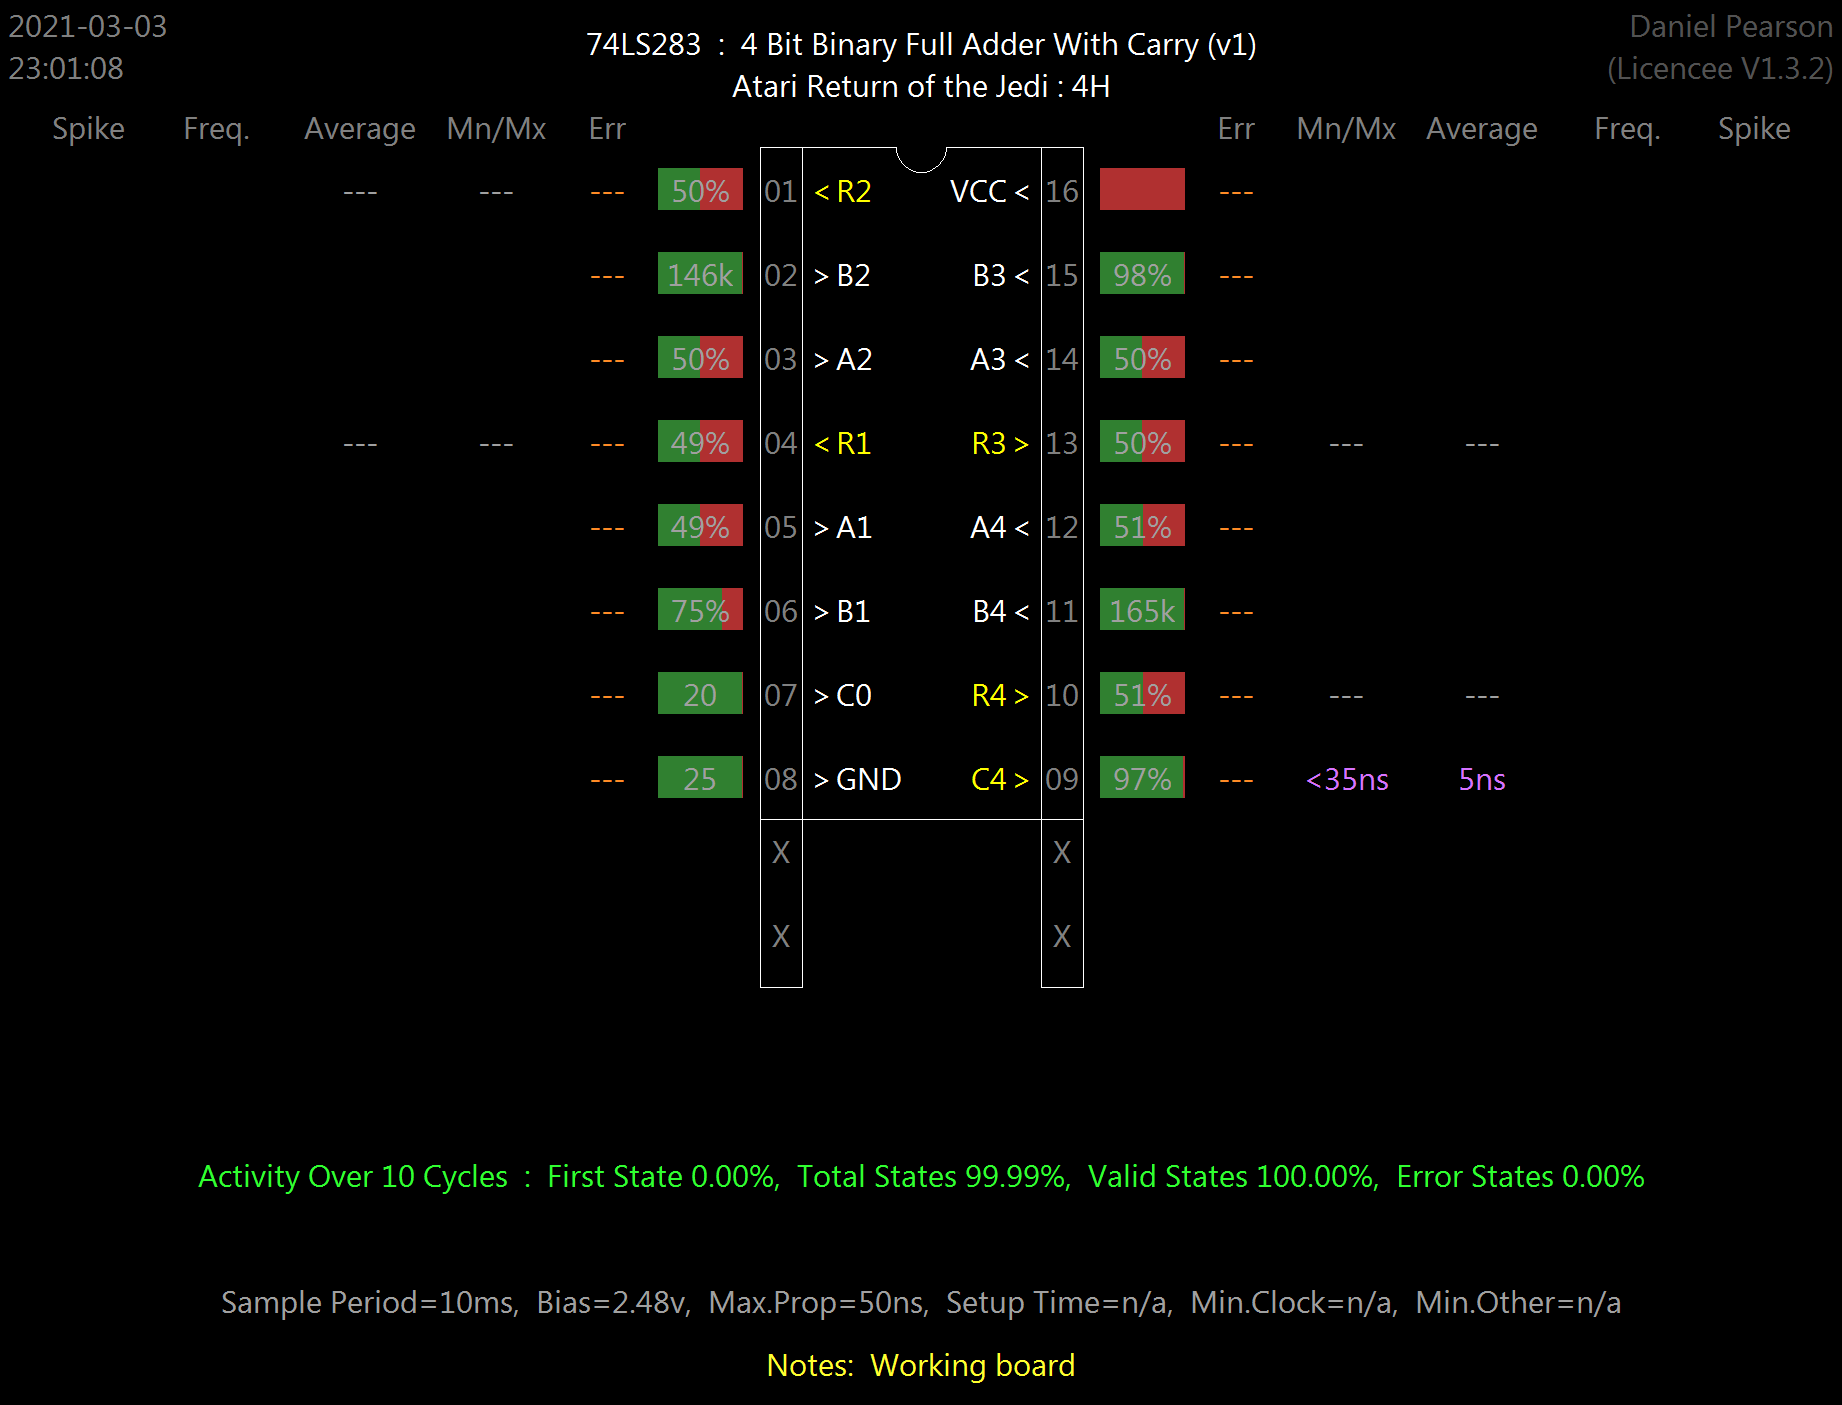 2021-03-03
23:01:08
74LS283 : 4 Bit Binary Full Adder With Carry (v1)
Atari Return of the Jedi : 4H
Daniel Pearson
(Licencee V1.3.2)
Spike Freq. Average Mn/Mx Err Err Mn/Mx Average Freq. Spike
--- --- --- 50% 01 < R2 VCC < 16 ---
--- 146k 02 > B2 B3 < 15 98% ---
--- 50% 03 > A2 A3 < 14 50% ---
--- --- --- 49% 04 < R1 R3 > 13 50% --- --- ---
--- 49% 05 > A1 A4 < 12 51% ---
--- 75% 06 > B1 B4 < 11 165k ---
--- 20 07 > C0 R4 > 10 51% --- --- ---
--- 25 08 > GND C4 > 09 97% --- <35ns 5ns
X X
X X
Activity Over 10 Cycles : First State 0.00%, Total States 99.99%, Valid States 100.00%, Error States 0.00%
Sample Period=10ms, Bias=2.48v, Max.Prop=50ns, Setup Time=n/a, Min.Clock=n/a, Min.Other=n/a
Notes: Working board